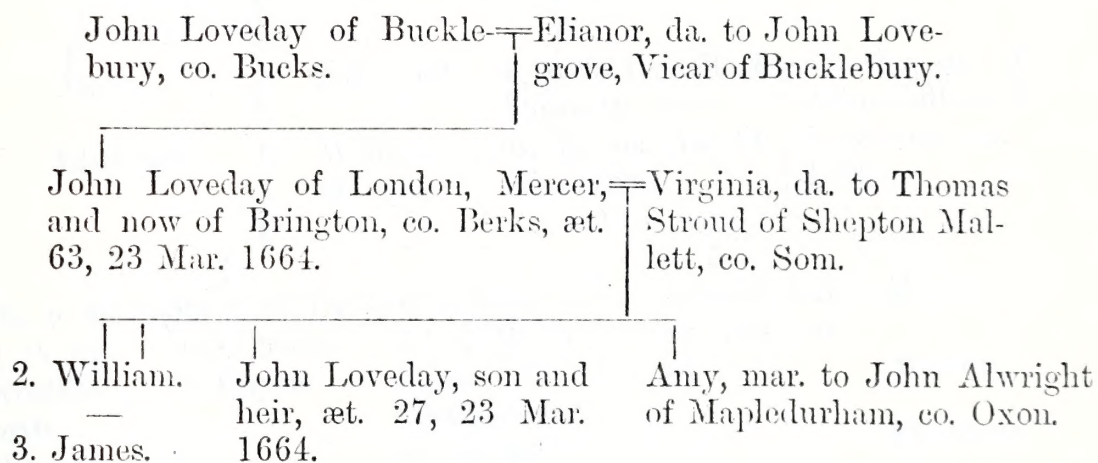 John Loveday of Buckle-
bury, co. Bucks.
Elianor, da. to John Love-
grove, Vicar of Bucklebury.
John Loveday of London, Mercer,
and now of Brington, co. Berks, æt.
63, 23 Mar. 1664.
Virginia, da. to Thomas
Stroud of Shepton Mal-
lett, co. Som.
2. William.
—
3. James.
John Loveday, son and
heir, æt. 27, 23 Mar.
1664.
Amy, mar. to John Alwright
of Mapledurham, co. Oxon.